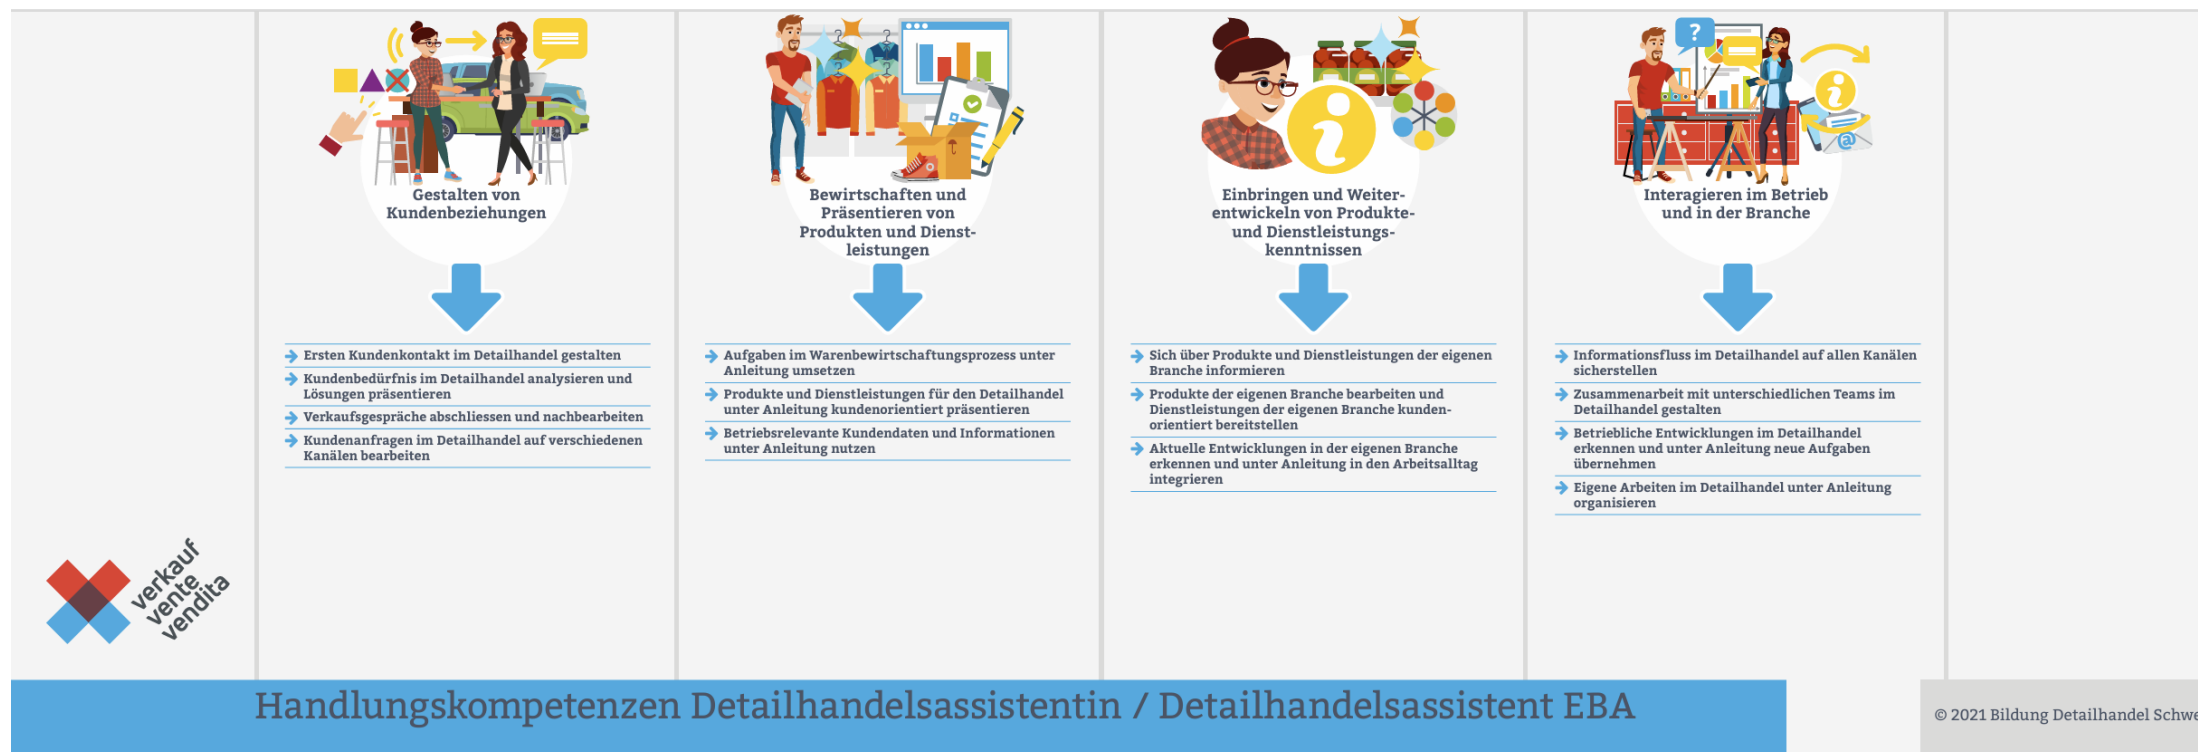 Gestalten von
Kundenbeziehungen
Ersten Kundenkontakt im Detailhandel gestalten
Kundenbedürfnis im Detailhandel analysieren und
Lösungen präsentieren
Verkaufsgespräche abschliessen und nachbearbeiten
Kundenanfragen im Detailhandel auf verschiedenen
Kanälen bearbeiten
Bewirtschaften und
Präsentieren von
Produkten und Dienst-
leistungen
Aufgaben im Warenbewirtschaftungsprozess unter
Anleitung umsetzen
Produkte und Dienstleistungen für den Detailhandel
unter Anleitung kundenorientiert präsentieren
Betriebsrelevante Kundendaten und Informationen
unter Anleitung nutzen
i
Einbringen und Weiter-
entwickeln von Produkte-
und Dienstleistungs-
kenntnissen
Sich über Produkte und Dienstleistungen der eigenen
Branche informieren
Produkte der eigenen Branche bearbeiten und
Dienstleistungen der eigenen Branche kunden-
orientiert bereitstellen
Aktuelle Entwicklungen in der eigenen Branche
erkennen und unter Anleitung in den Arbeitsalltag
integrieren
?
i
@
Interagieren im Betrieb
und in der Branche
Informationsfluss im Detailhandel auf allen Kanälen
sicherstellen
Zusammenarbeit mit unterschiedlichen Teams im
Detailhandel gestalten
Betriebliche Entwicklungen im Detailhandel
erkennen und unter Anleitung neue Aufgaben
übernehmen
Eigene Arbeiten im Detailhandel unter Anleitung
organisieren
verkauf
vente
vendita
Handlungskompetenzen Detailhandelsassistentin / Detailhandelsassistent EBA
© 2021 Bildung Detailhandel Schwe